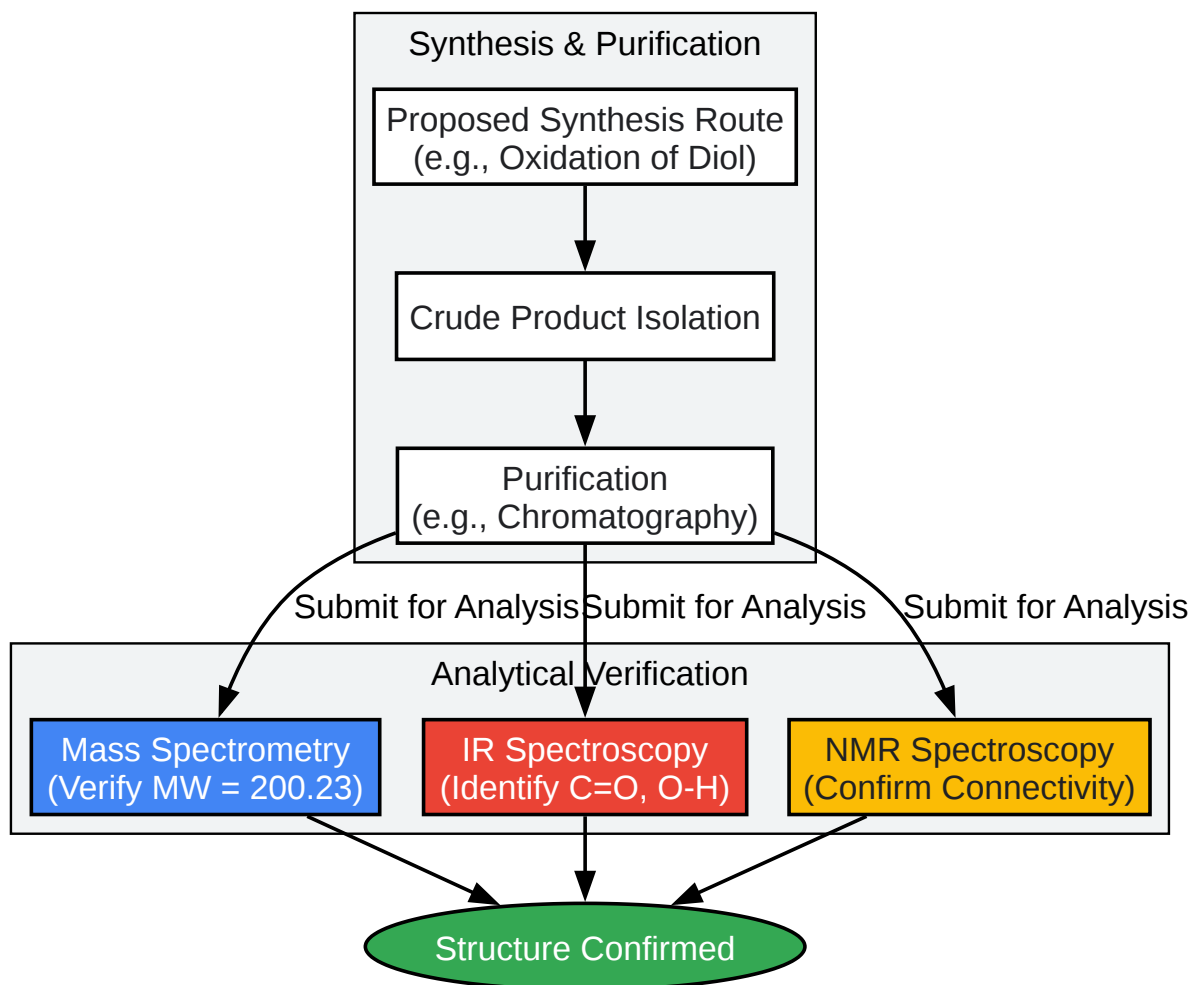 Synthesis & Purification
Proposed Synthesis Route
(e.g., Oxidation of Diol)
Crude Product Isolation
Purification
(e.g., Chromatography)
Submit for Analysis
Submit for Analysis
Submit for Analysis
Analytical Verification
Mass Spectrometry
(Verify MW = 200.23)
IR Spectroscopy
(Identify C=O, O-H)
NMR Spectroscopy
(Confirm Connectivity)
Structure Confirmed